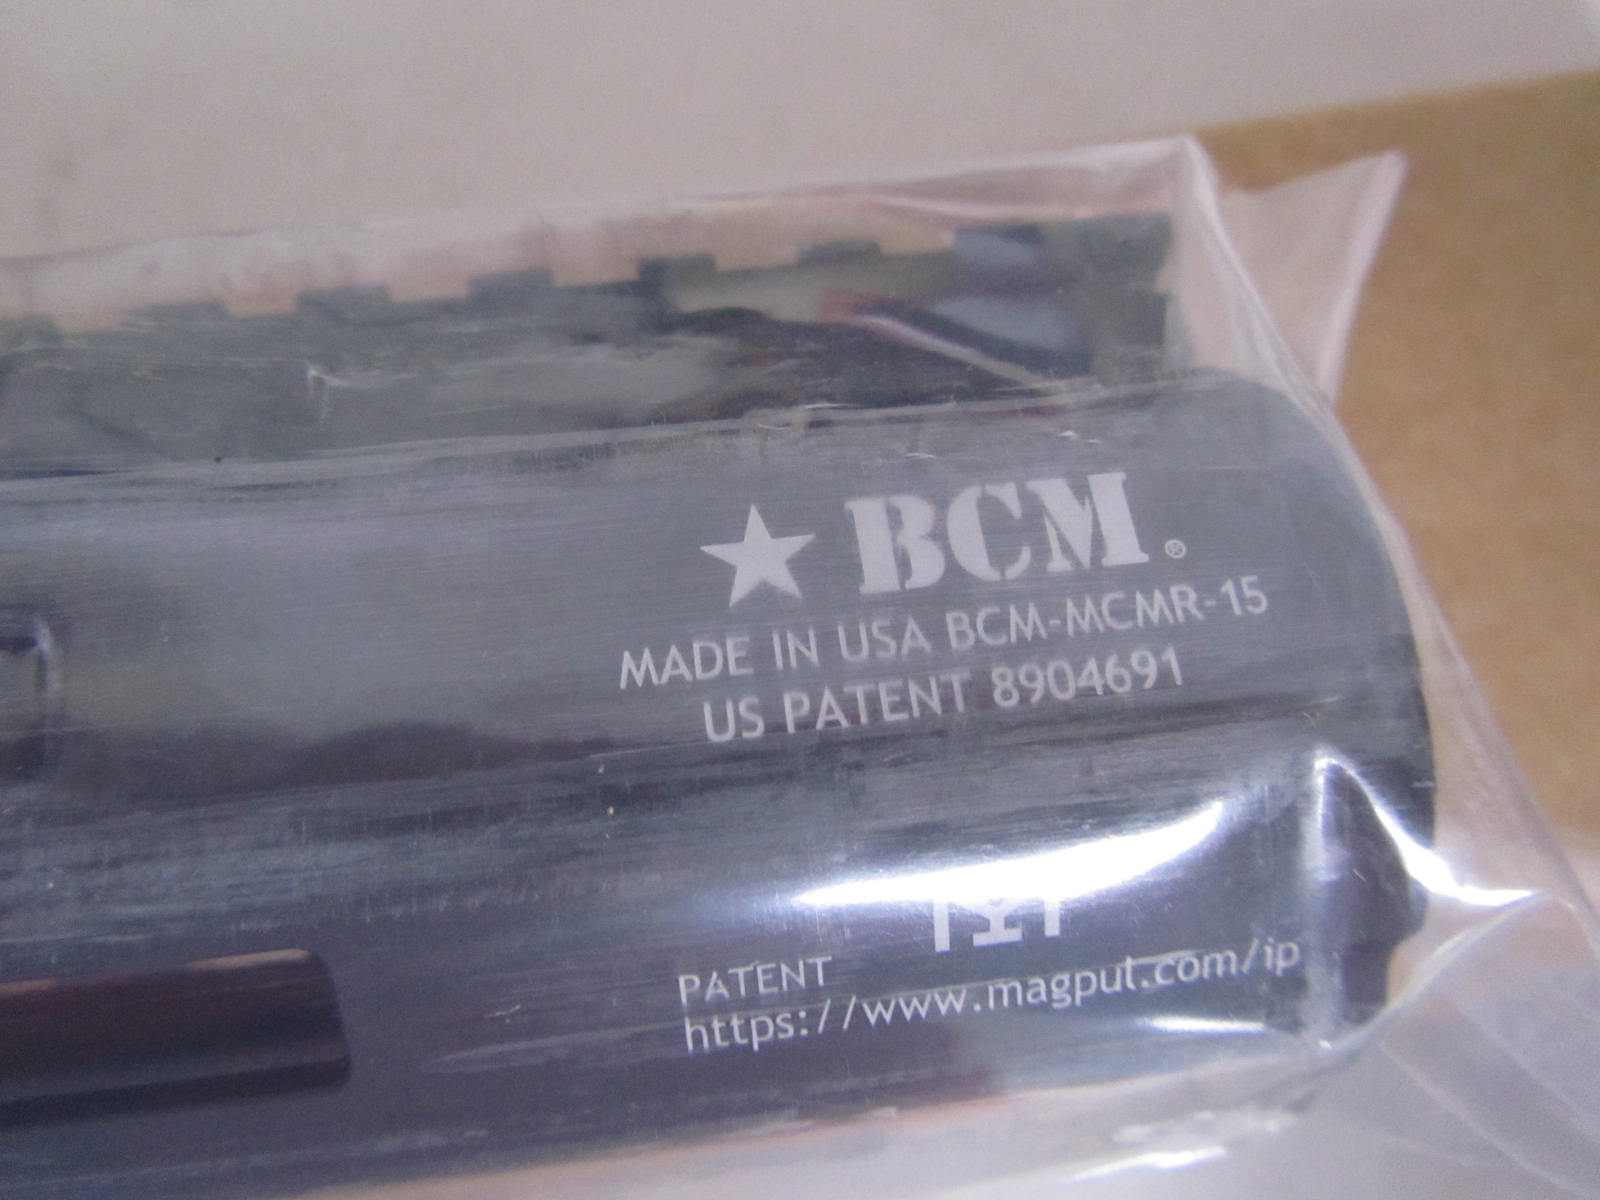 BCM®
MADE IN USA BCM-MCMR-15
US PATENT 8904691
PATENT
https://www.magpul.com/ip